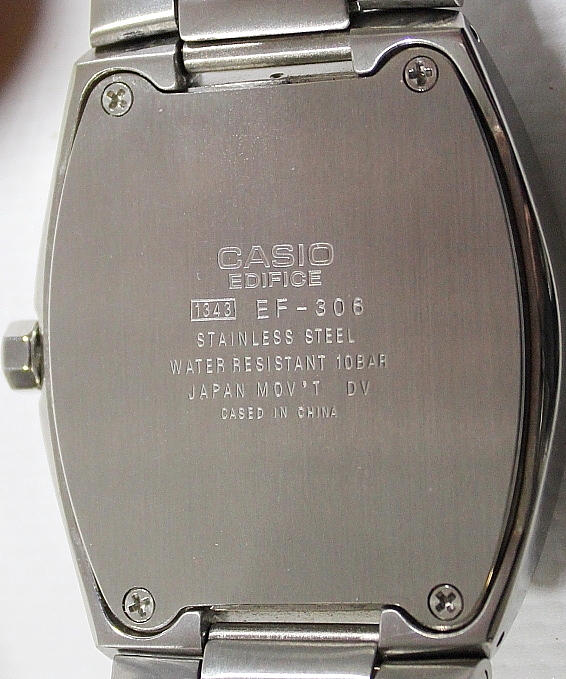 CASIO
EDIFICE
1343 EF-306
STAINLESS STEEL
WATER RESISTANT 10BAR
JAPAN MOV'T DV
CASED IN CHINA